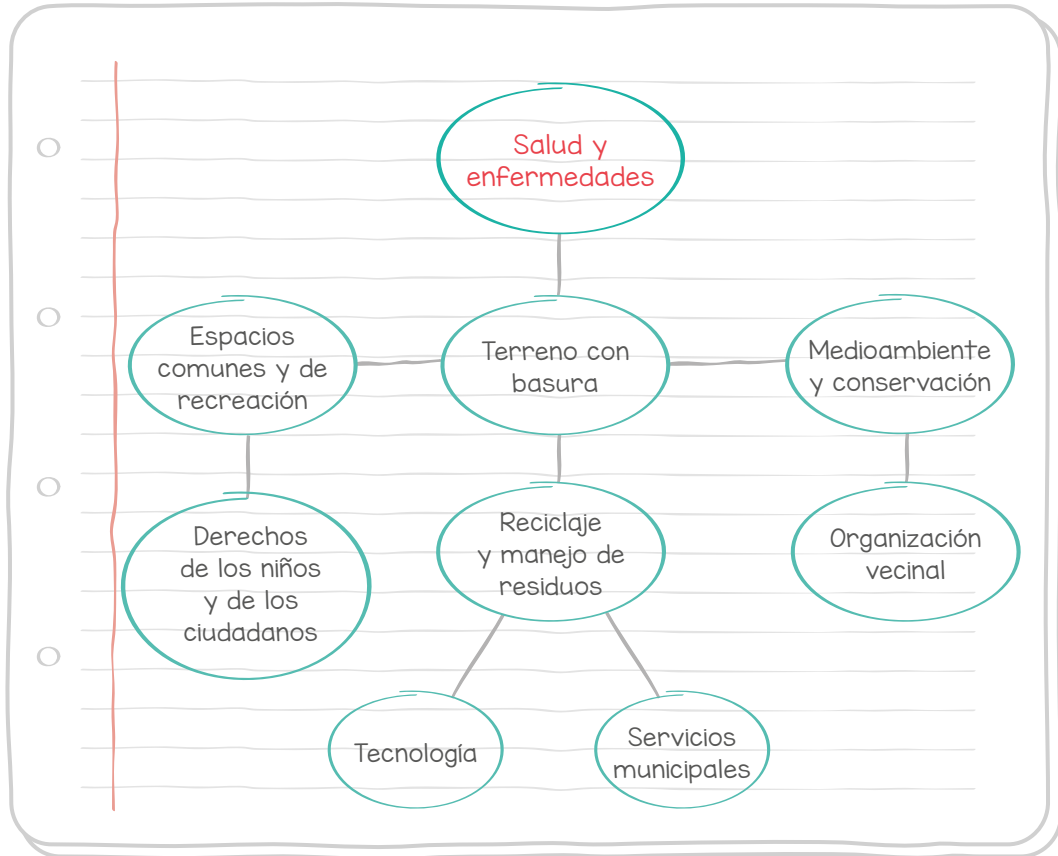 Salud y
enfermedades
Espacios
comunes y de
recreación
Terreno con
basura
Medioambiente
y conservación
Derechos
de los niños
y de los
ciudadanos
Reciclaje
y manejo de
residuos
Organización
vecinal
Tecnología
Servicios
municipales